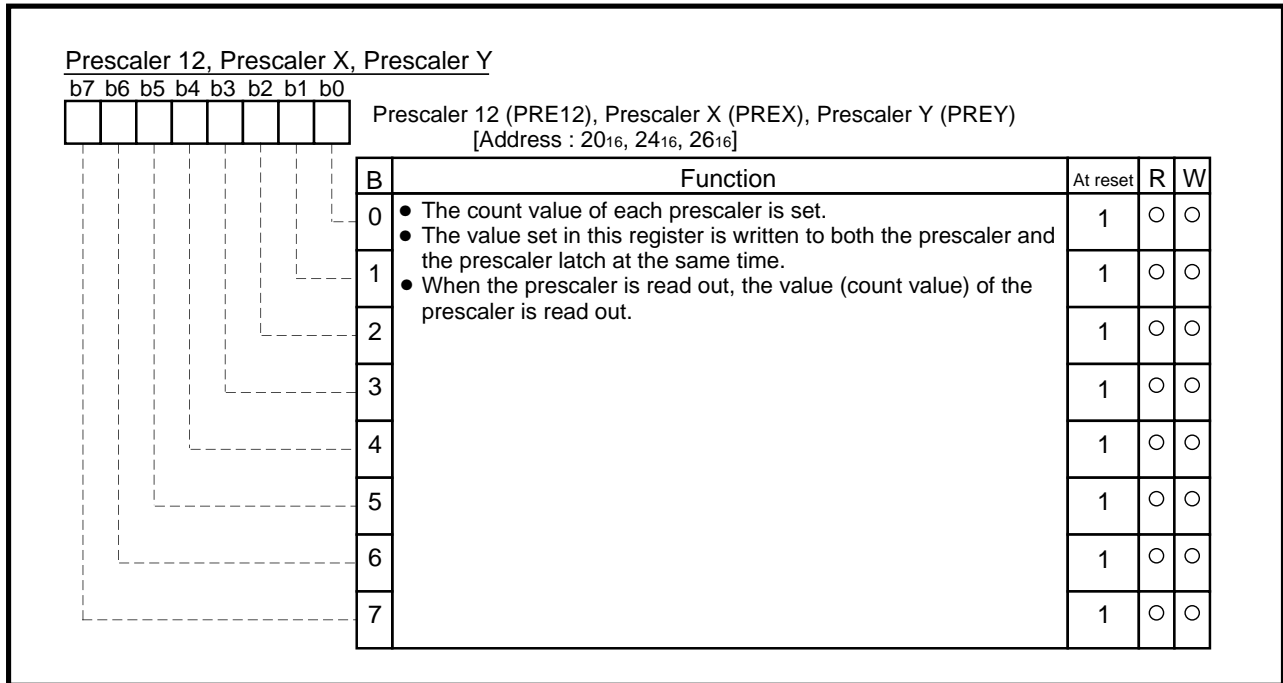 Prescaler 12, Prescaler X, Prescaler Y
b7 b6 b5 b4 b3 b2 b1 b0
Prescaler 12 (PRE12), Prescaler X (PREX), Prescaler Y (PREY)
[Address : 20₁₆, 24₁₆, 26₁₆]
B Function At reset R W
0 ● The count value of each prescaler is set. 1 ○ ○
● The value set in this register is written to both the prescaler and
the prescaler latch at the same time.
1 1 ○ ○
● When the prescaler is read out, the value (count value) of the
prescaler is read out.
2 1 ○ ○
3 1 ○ ○
4 1 ○ ○
5 1 ○ ○
6 1 ○ ○
7 1 ○ ○